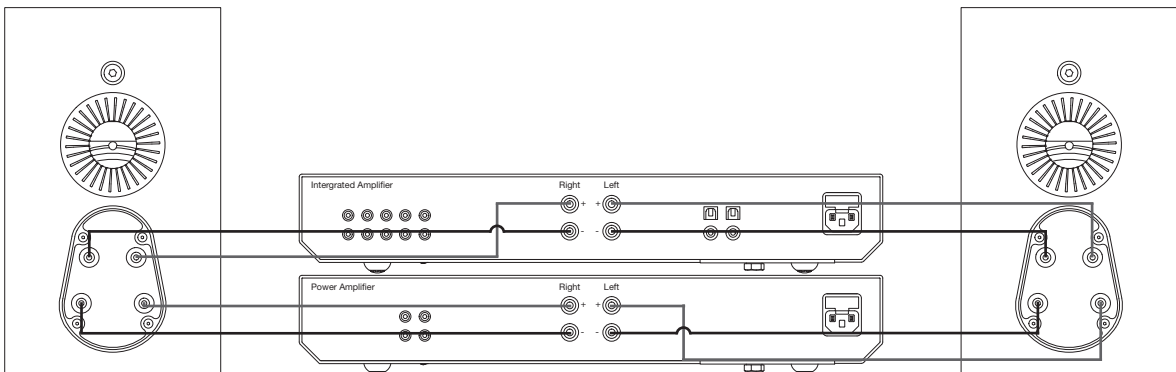 Intergrated Amplifier
Right Left
+ +
- -
Power Amplifier
Right Left
+ +
- -